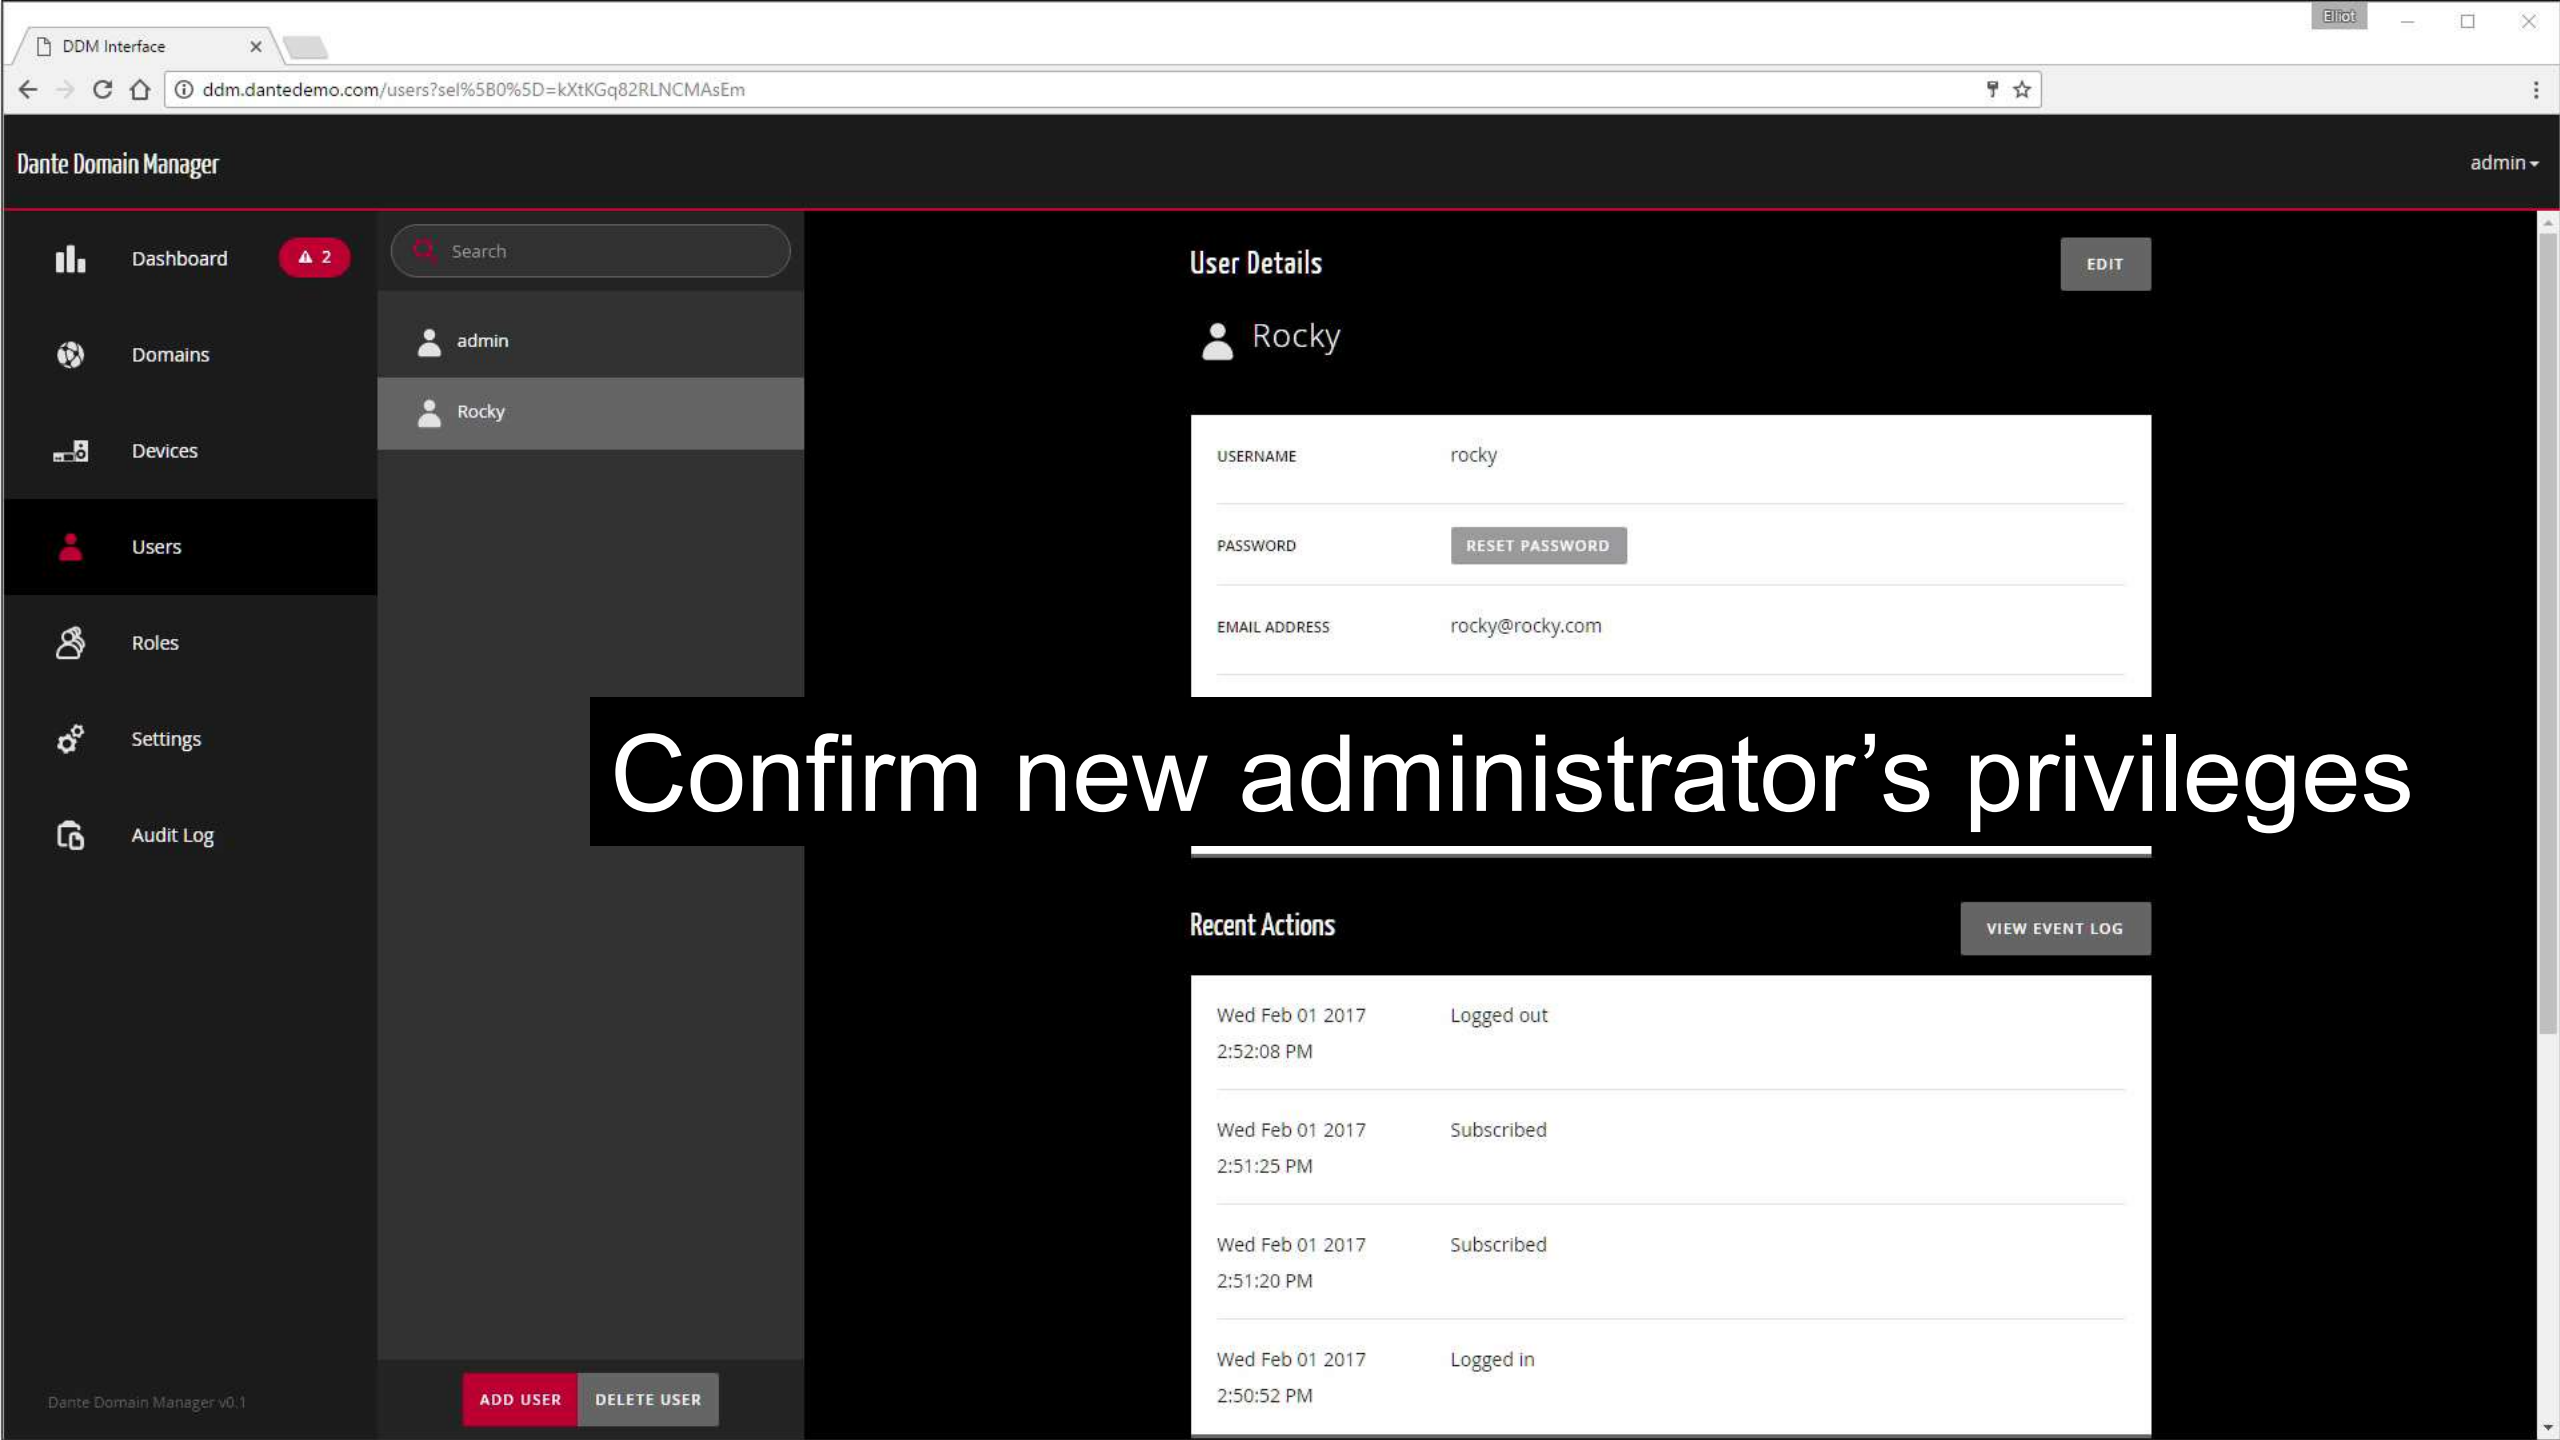 Elliot
DDM Interface
ddm.dantedemo.com/users?sel%5B0%5D=kXtKGq82RLNCMAsEm
Dante Domain Manager
admin
Dashboard
2
Domains
Devices
Users
Roles
Settings
Audit Log
Dante Domain Manager v0.1
Search
admin
Rocky
ADD USER
DELETE USER
User Details
EDIT
Rocky
USERNAME rocky
PASSWORD RESET PASSWORD
EMAIL ADDRESS rocky@rocky.com
Confirm new administrator’s privileges
Recent Actions
VIEW EVENT LOG
Wed Feb 01 2017 Logged out
2:52:08 PM
Wed Feb 01 2017 Subscribed
2:51:25 PM
Wed Feb 01 2017 Subscribed
2:51:20 PM
Wed Feb 01 2017 Logged in
2:50:52 PM